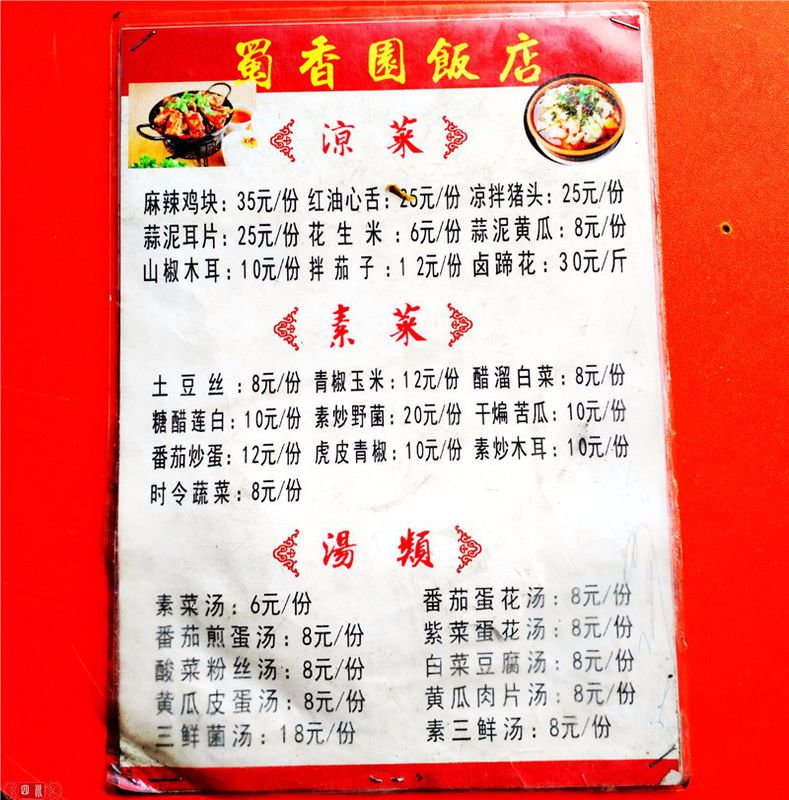 蜀香園飯店
涼菜
麻辣鸡块：35元/份 红油心舌：25元/份 凉拌猪头：25元/份
蒜泥耳片：25元/份 花生米：6元/份 蒜泥黄瓜：8元/份
山椒木耳：10元/份 拌茄子：12元/份 卤蹄花：30元/斤
素菜
土豆丝：8元/份 青椒玉米：12元/份 醋溜白菜：8元/份
糖醋莲白：10元/份 素炒野菌：20元/份 干煸苦瓜：10元/份
番茄炒蛋：12元/份 虎皮青椒：10元/份 素炒木耳：10元/份
时令蔬菜：8元/份
湯類
素菜汤：6元/份 番茄蛋花汤：8元/份
番茄煎蛋汤：8元/份 紫菜蛋花汤：8元/份
酸菜粉丝汤：8元/份 白菜豆腐汤：8元/份
黄瓜皮蛋汤：8元/份 黄瓜肉片汤：8元/份
三鲜菌汤：18元/份 素三鲜汤：8元/份
四川